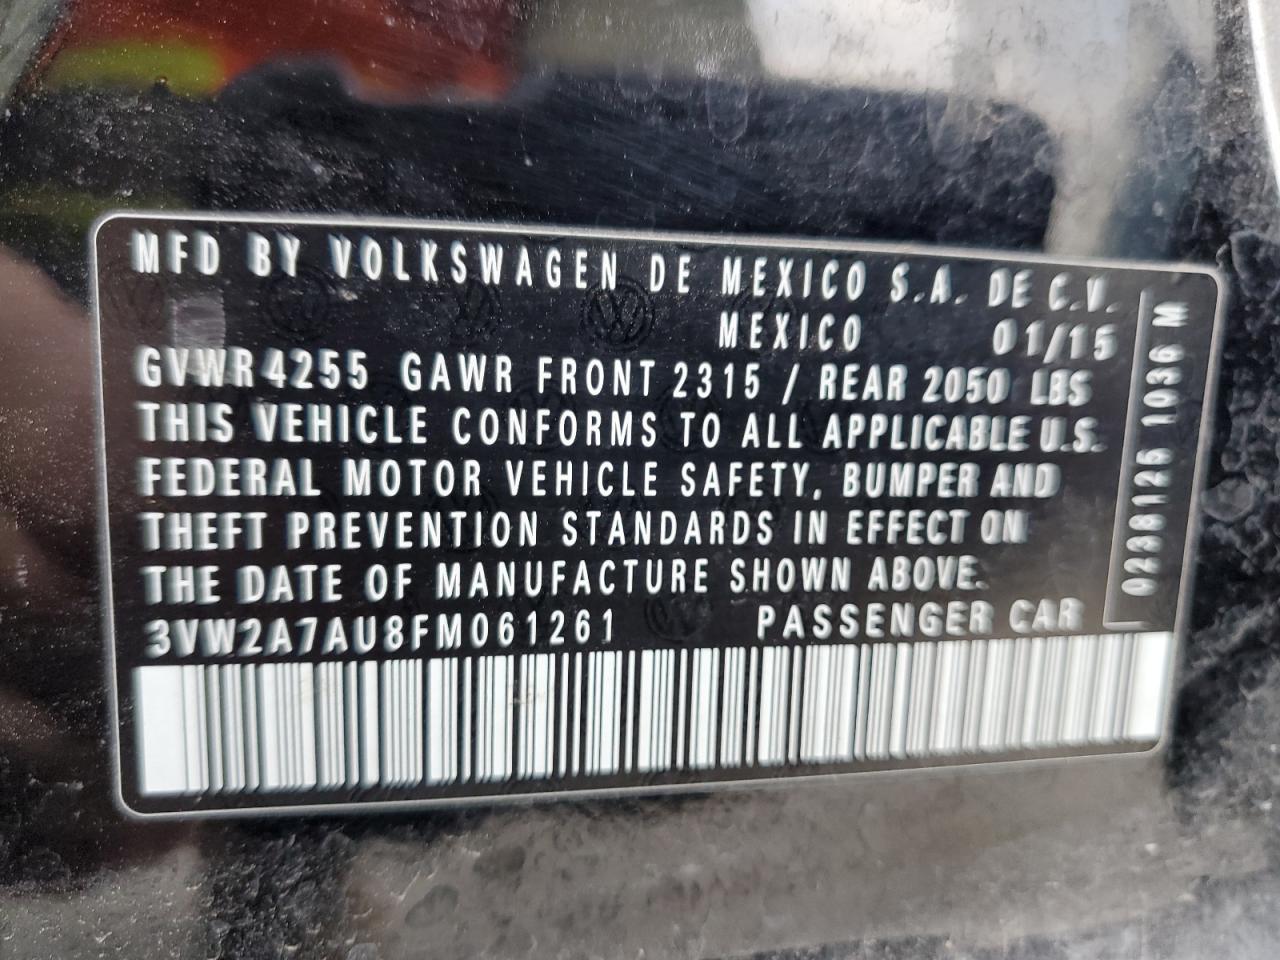 MFD BY VOLKSWAGEN DE MEXICO S.A. DE C.V.
MEXICO 01/15
GVWR 4255 GAWR FRONT 2315 / REAR 2050 LBS
THIS VEHICLE CONFORMS TO ALL APPLICABLE U.S.
FEDERAL MOTOR VEHICLE SAFETY, BUMPER AND
THEFT PREVENTION STANDARDS IN EFFECT ON
THE DATE OF MANUFACTURE SHOWN ABOVE.
3VW2A7AU8FM061261 PASSENGER CAR
0238125 1036 M